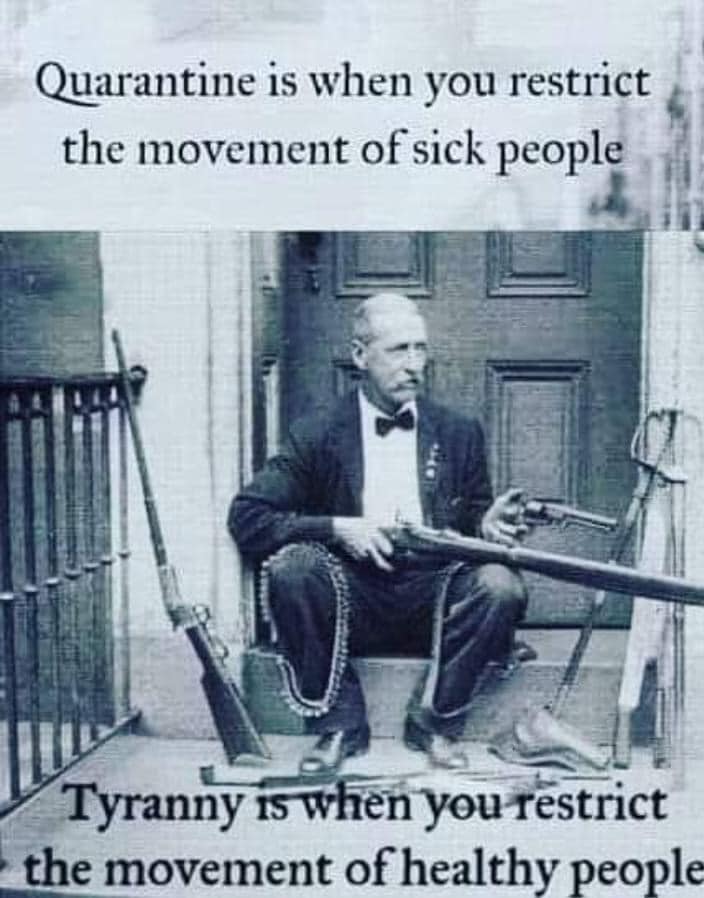 Quarantine is when you restrict
the movement of sick people
Tyranny is when you restrict
the movement of healthy people